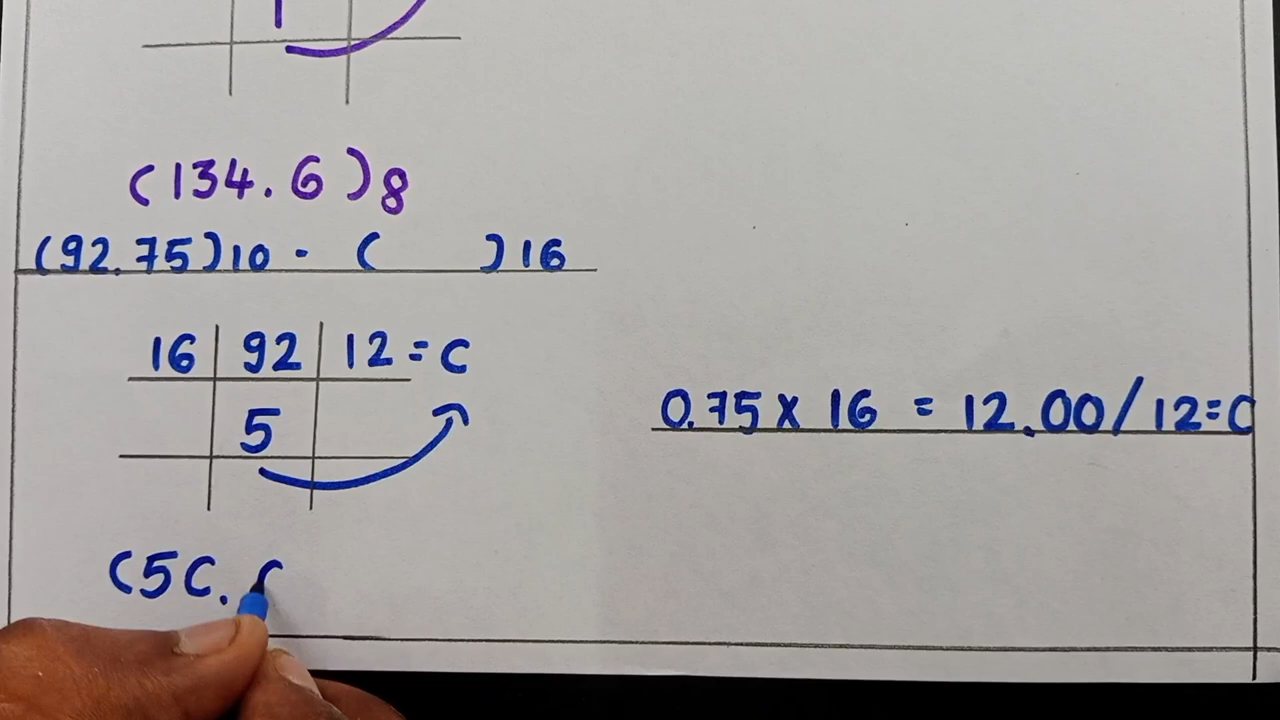 (134.6)8
(92.75)10 - (      )16
16 92 12=C
5
0.75 x 16 = 12.00/12=C
(5C.C